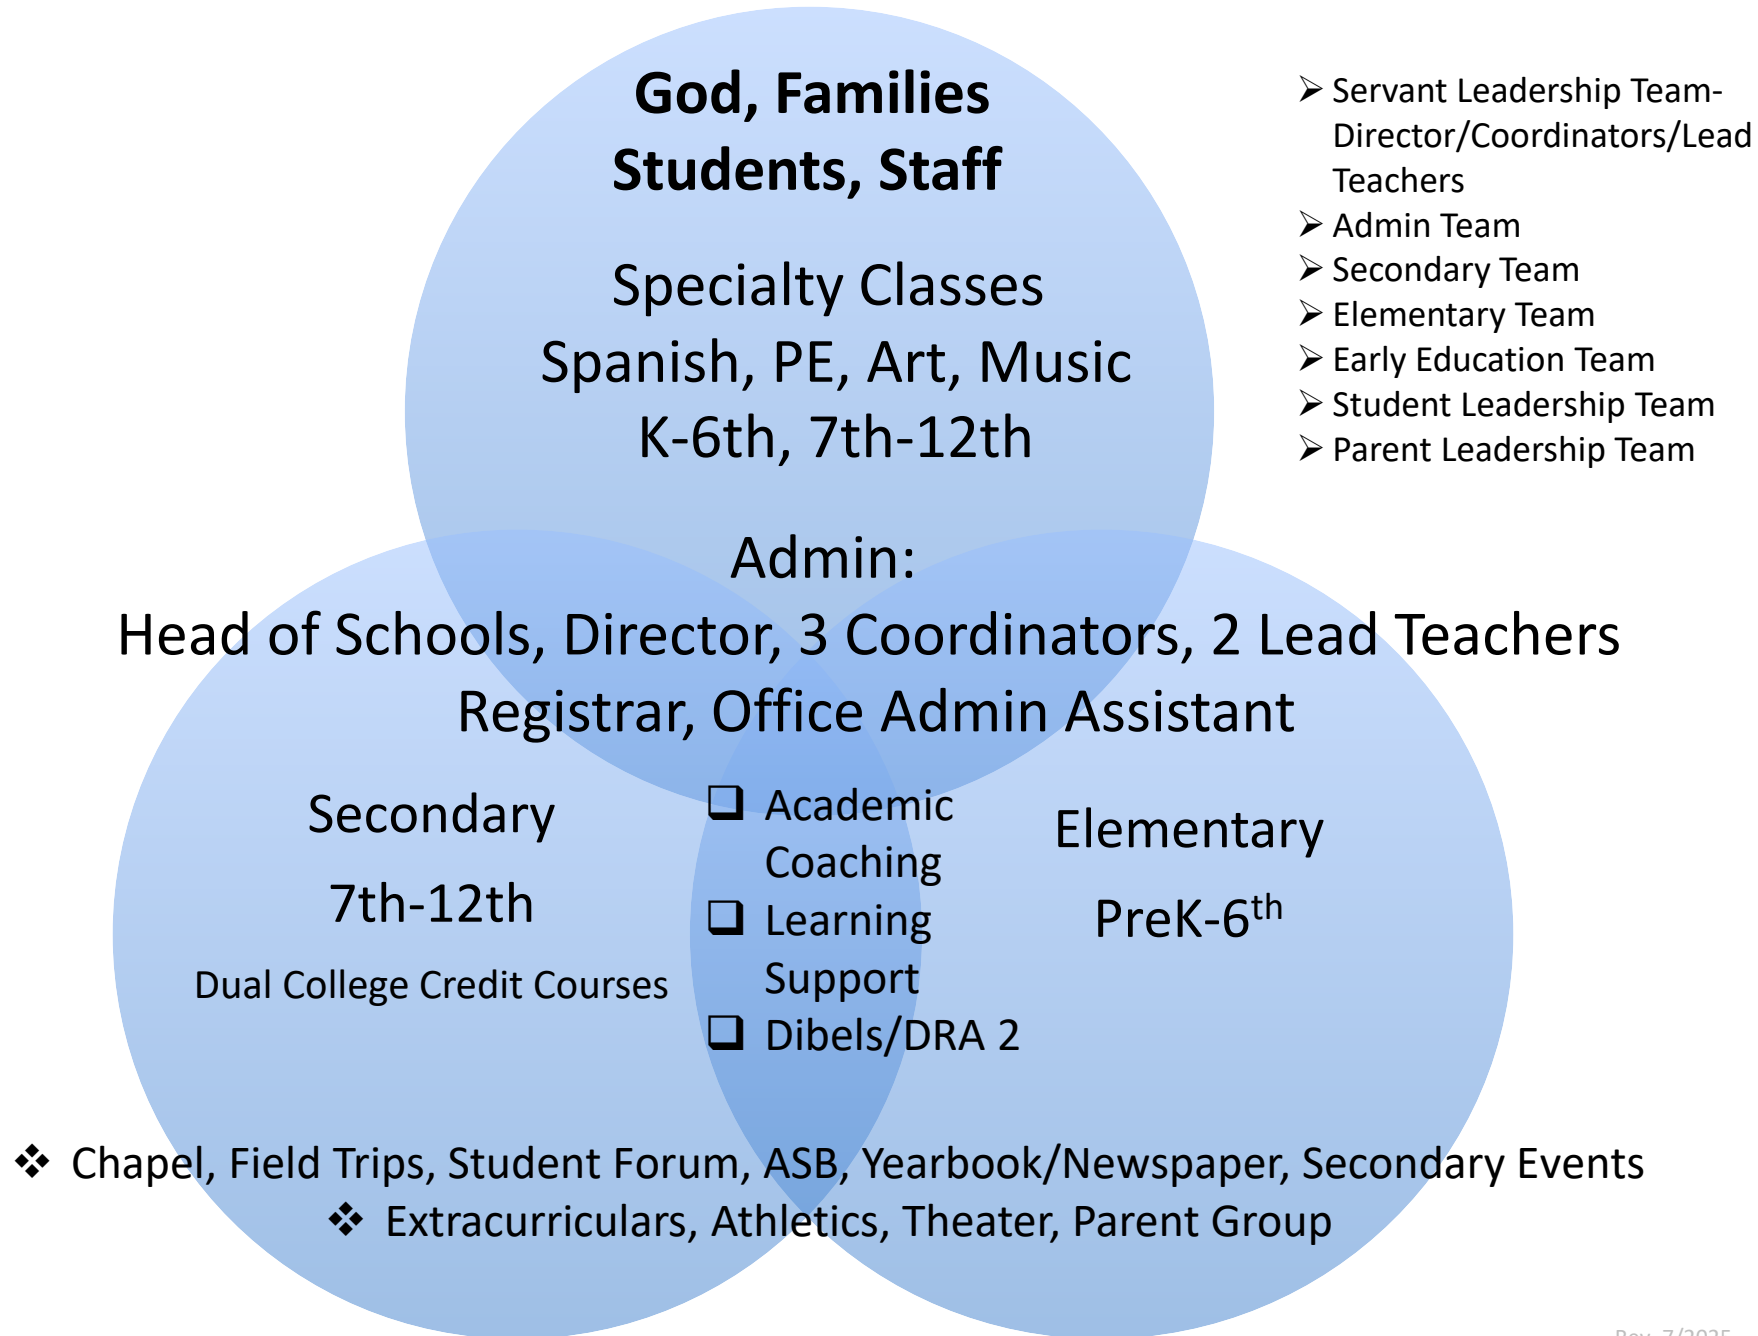 God, Families
Students, Staff
Specialty Classes
Spanish, PE, Art, Music
K-6th, 7th-12th
➢ Servant Leadership Team-
Director/Coordinators/Lead
Teachers
➢ Admin Team
➢ Secondary Team
➢ Elementary Team
➢ Early Education Team
➢ Student Leadership Team
➢ Parent Leadership Team
Admin:
Head of Schools, Director, 3 Coordinators, 2 Lead Teachers
Registrar, Office Admin Assistant
Secondary
7th-12th
Dual College Credit Courses
❑ Academic
Coaching
❑ Learning
Support
❑ Dibels/DRA 2
Elementary
PreK-6th
❖ Chapel, Field Trips, Student Forum, ASB, Yearbook/Newspaper, Secondary Events
❖ Extracurriculars, Athletics, Theater, Parent Group
Rev. 7/2025